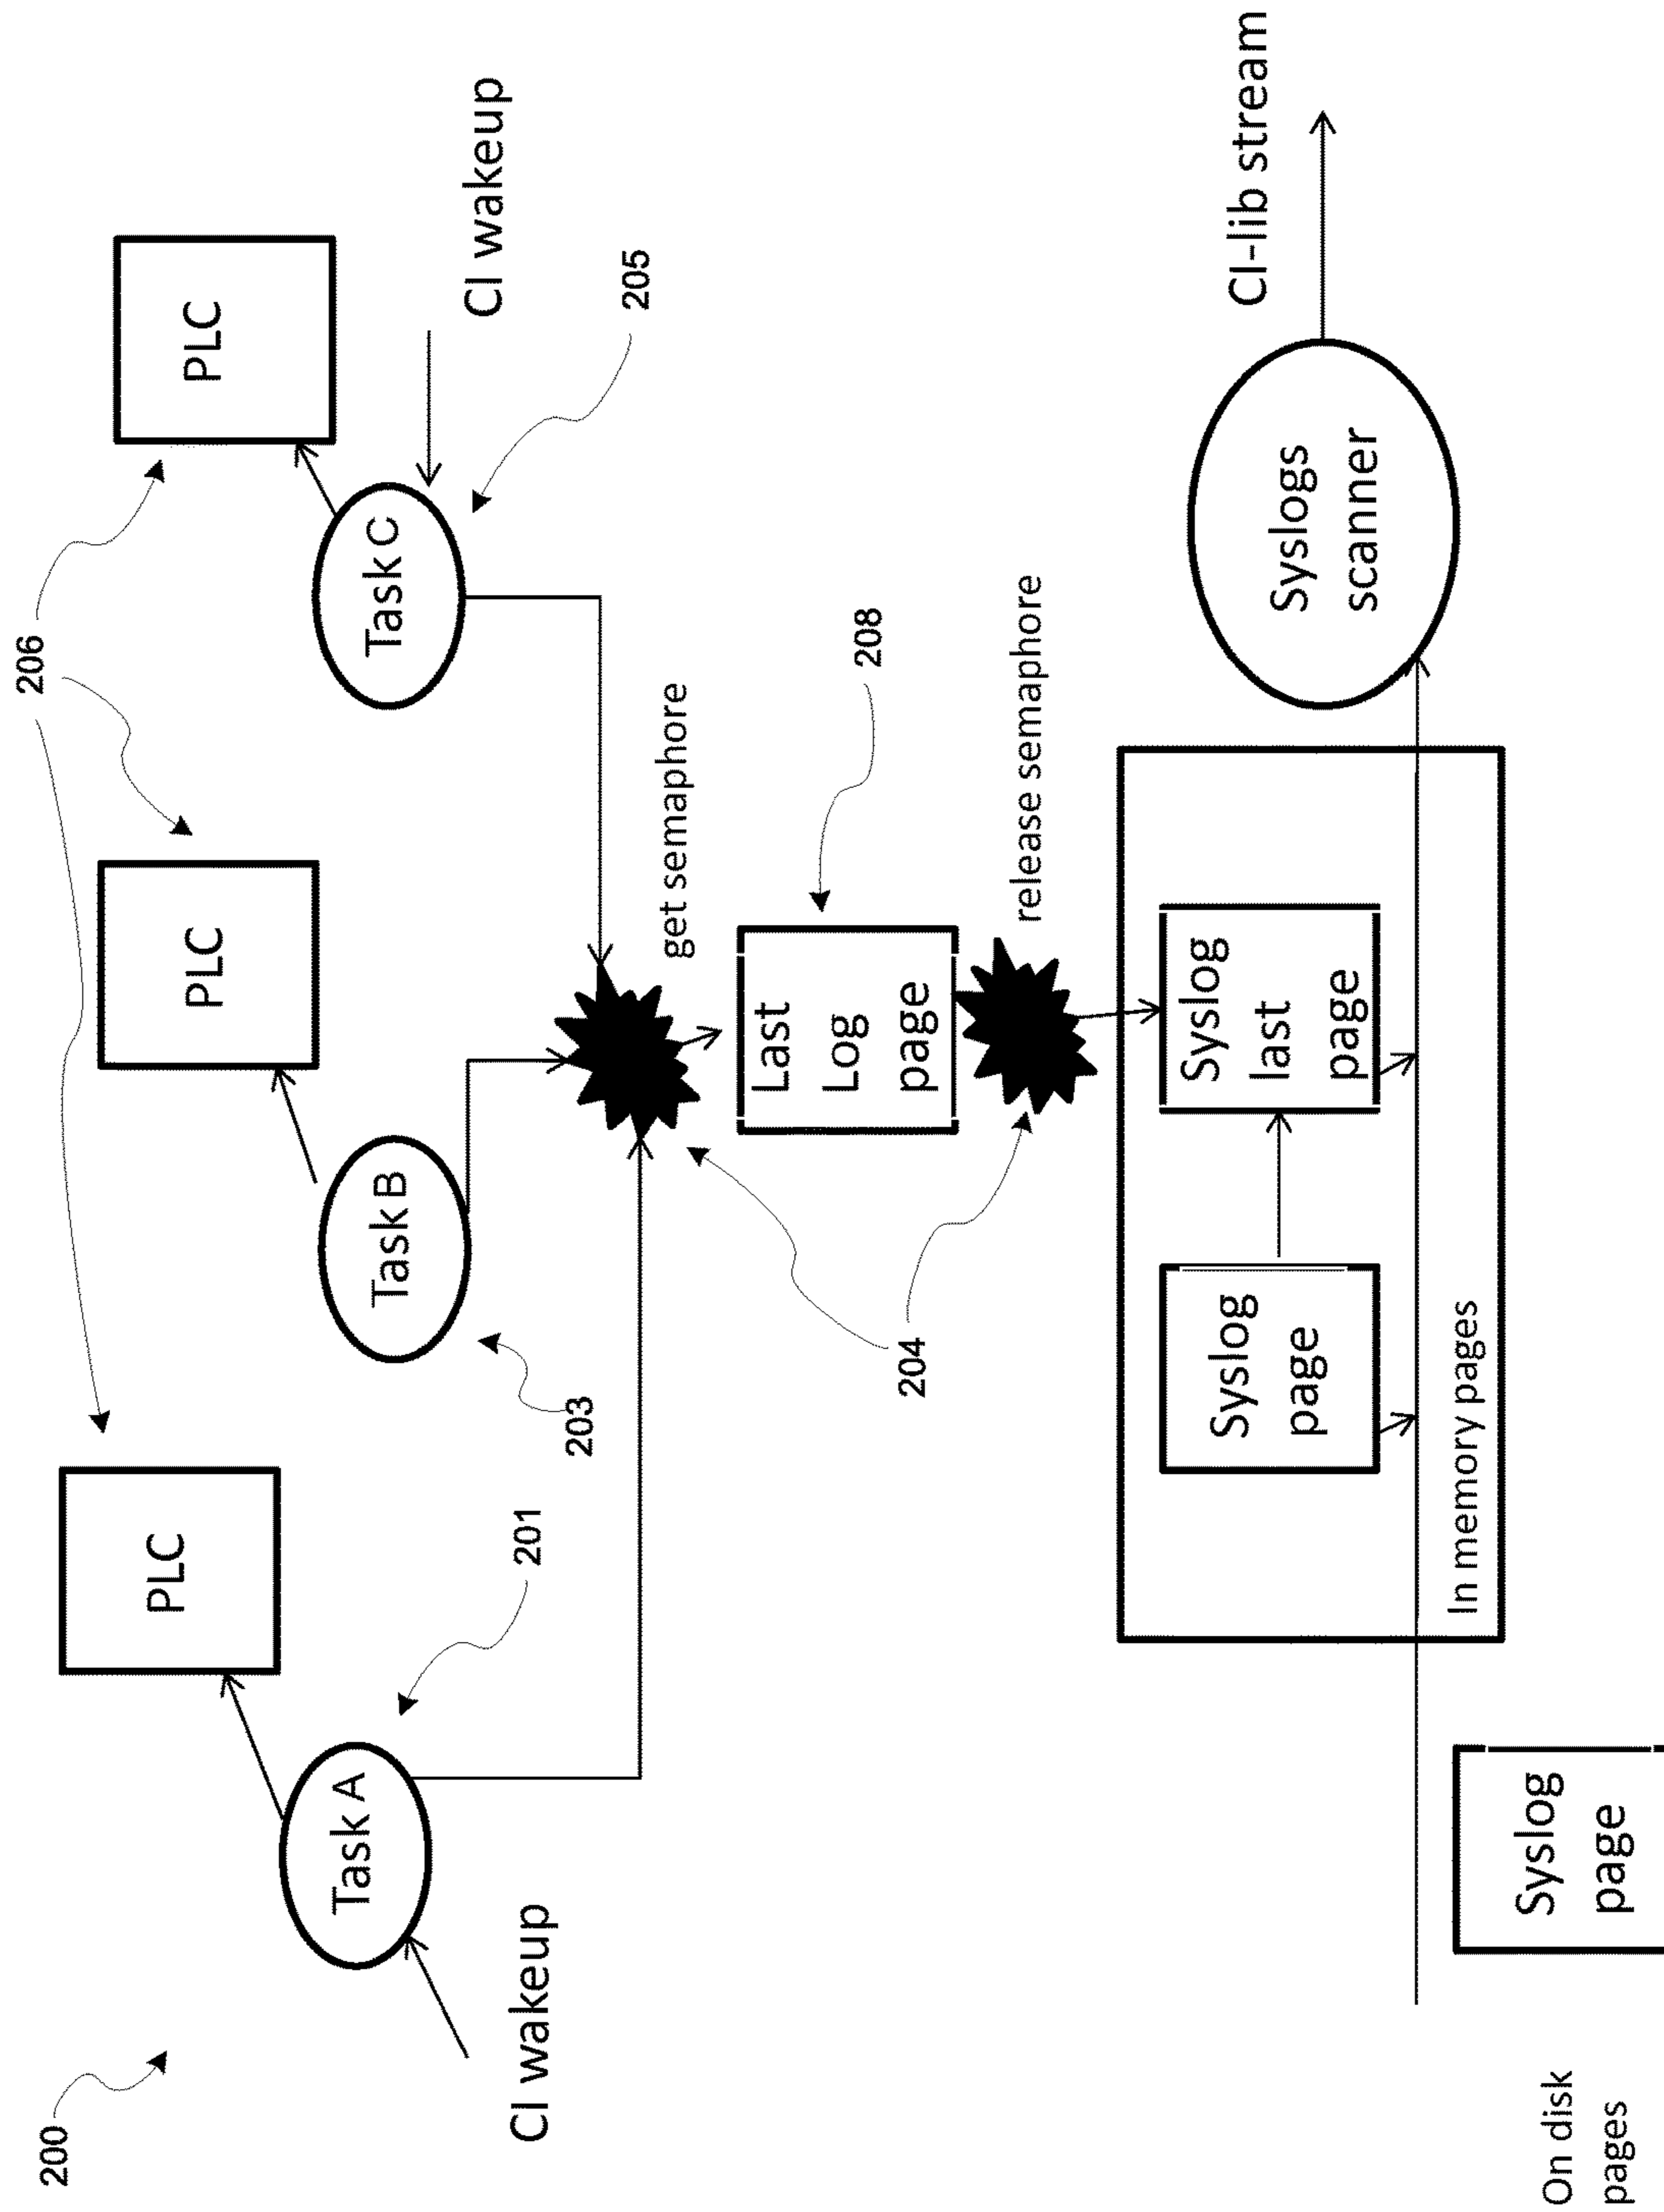 200
206
PLC
PLC
PLC
Task A
Task B
Task C
CI wakeup
CI wakeup
201
203
205
get semaphore
204
Last
Log
page
208
release semaphore
Syslog
page
Syslog
last
page
In memory pages
Syslogs
scanner
CI-lib stream
On disk
pages
Syslog
page